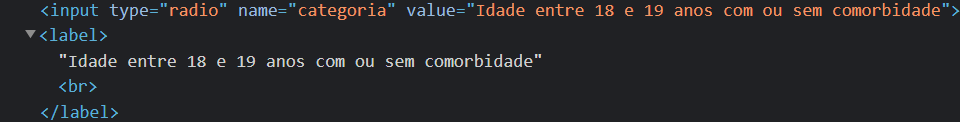 <input type="radio" name="categoria" value="Idade entre 18 e 19 anos com ou sem comorbidade">
<label>
"Idade entre 18 e 19 anos com ou sem comorbidade"
<br>
</label>